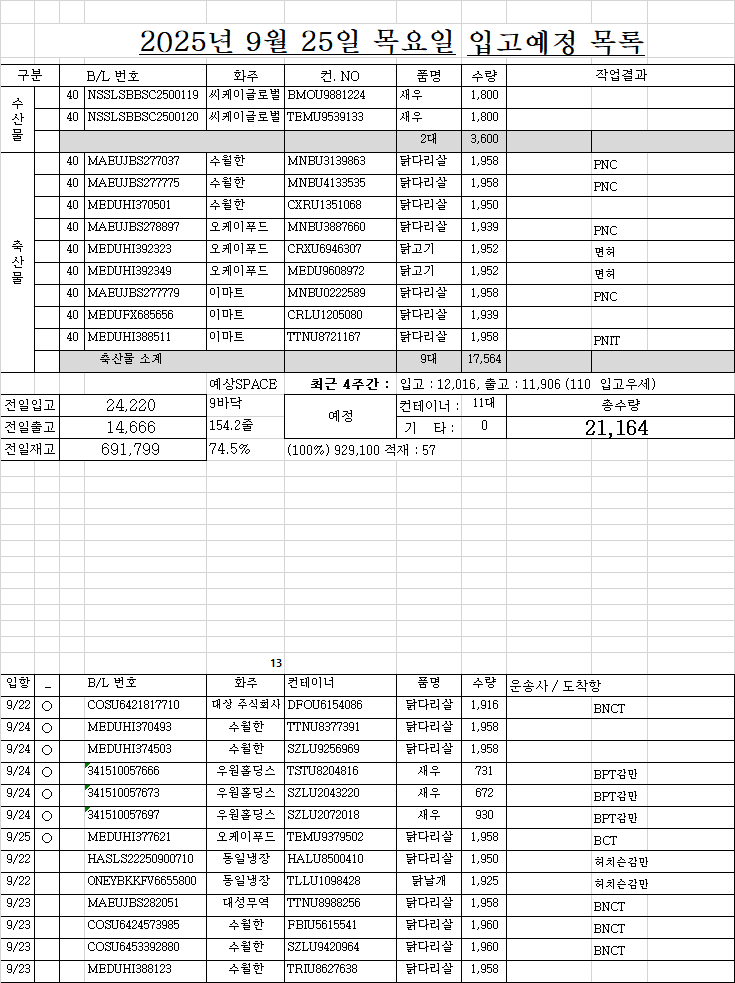 2025년 9월 25일 목요일 입고예정 목록
구분 B/L 번호 화주 컨. NO 품명 수량 작업결과
수산물
40 NSSLSBBSC2500119 씨케이글로벌 BMOU9881224 새우 1,800
40 NSSLSBBSC2500120 씨케이글로벌 TEMU9539133 새우 1,800
2대 3,600
축산물
40 MAEUJBS277037 수월한 MNBU3139863 닭다리살 1,958 PNC
40 MAEUJBS277775 수월한 MNBU4133535 닭다리살 1,958 PNC
40 MEDUHI370501 수월한 CXRU1351068 닭다리살 1,950
40 MAEUJBS278897 오케이푸드 MNBU3887660 닭다리살 1,939 PNC
40 MEDUHI392323 오케이푸드 CRXU6946307 닭고기 1,952 면허
40 MEDUHI392349 오케이푸드 MEDU9608972 닭고기 1,952 면허
40 MAEUJBS277779 이마트 MNBU0222589 닭다리살 1,958 PNC
40 MEDUFX685656 이마트 CRLU1205080 닭다리살 1,939
40 MEDUHI388511 이마트 TTNU8721167 닭다리살 1,958 PNIT
축산물 소계 9대 17,564
예상SPACE 최근 4주간 : 입고 : 12,016, 출고 : 11,906 (110 입고우세)
전일입고 24,220 9바닥 예정 컨테이너 : 11대 총수량
전일출고 14,666 154.2줄 기 타 : 0 21,164
전일재고 691,799 74.5% (100%) 929,100 적재 : 57
13
입항 _ B/L 번호 화주 컨테이너 품명 수량 운송사 / 도착항
9/22 ○ COSU6421817710 대상 주식회사 DFOU6154086 닭다리살 1,916 BNCT
9/24 ○ MEDUHI370493 수월한 TTNU8377391 닭다리살 1,958
9/24 ○ MEDUHI374503 수월한 SZLU9256969 닭다리살 1,958
9/24 ○ 341510057666 우원홀딩스 TSTU8204816 새우 731 BPT감만
9/24 ○ 341510057673 우원홀딩스 SZLU2043220 새우 672 BPT감만
9/24 ○ 341510057697 우원홀딩스 SZLU2072018 새우 930 BPT감만
9/25 ○ MEDUHI377621 오케이푸드 TEMU9379502 닭다리살 1,958 BCT
9/22 HASLS22250900710 동일냉장 HALU8500410 닭다리살 1,950 허치슨감만
9/22 ONEYBKKFV6655800 동일냉장 TLLU1098428 닭날개 1,925 허치슨감만
9/23 MAEUJBS282051 대성무역 TTNU8988256 닭다리살 1,958 BNCT
9/23 COSU6424573985 수월한 FBIU5615541 닭다리살 1,960 BNCT
9/23 COSU6453392880 수월한 SZLU9420964 닭다리살 1,960 BNCT
9/23 MEDUHI388123 수월한 TRIU8627638 닭다리살 1,958